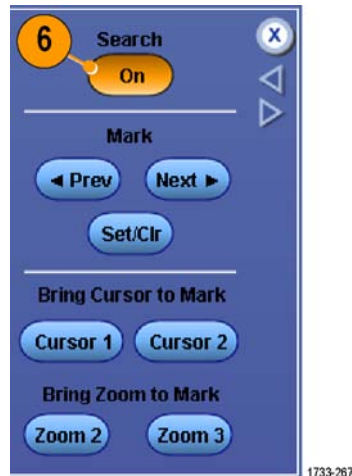 6
Search
X
On
Mark
◄ Prev Next ►
Set/Clr
Bring Cursor to Mark
Cursor 1 Cursor 2
Bring Zoom to Mark
Zoom 2 Zoom 3
1733-267